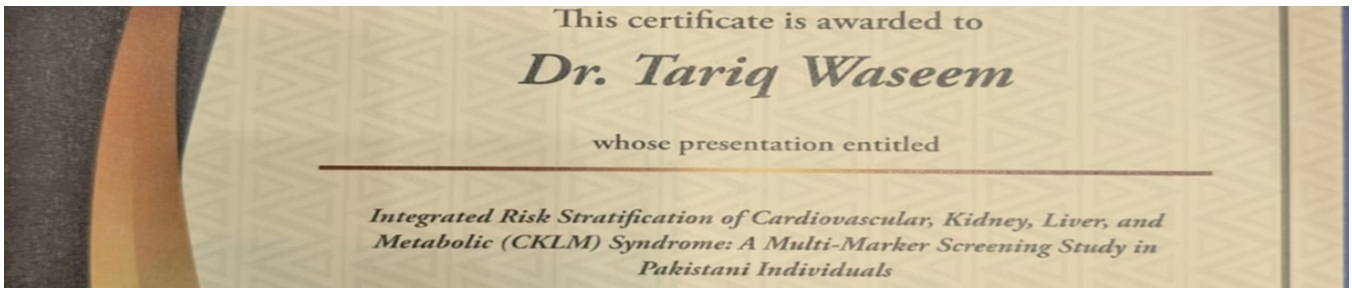 This certificate is awarded to
Dr. Tariq Waseem
whose presentation entitled
Integrated Risk Stratification of Cardiovascular, Kidney, Liver, and
Metabolic (CKLM) Syndrome: A Multi-Marker Screening Study in
Pakistani Individuals